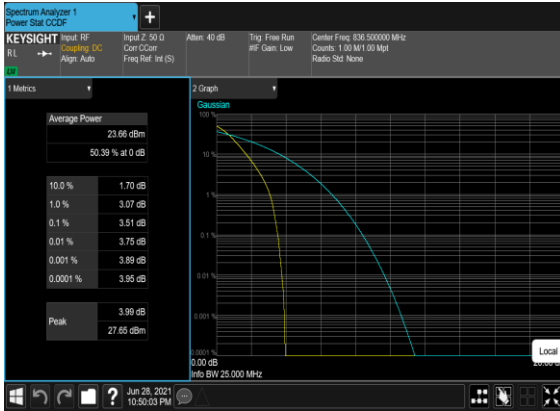 Spectrum Analyzer 1
Power Stat CCDF
+
KEYSIGHT
RL
Input: RF
Coupling: DC
Align: Auto
Input Z: 50 Ω
Corr CCorr
Freq Ref: Int (S)
Atten: 40 dB
Trig: Free Run
#IF Gain: Low
Center Freq: 836.500000 MHz
Counts: 1.00 M/1.00 Mpt
Radio Std: None
1 Metrics
2 Graph
Average Power
23.66 dBm
50.39 % at 0 dB
10.0 % 1.70 dB
1.0 % 3.07 dB
0.1 % 3.51 dB
0.01 % 3.75 dB
0.001 % 3.89 dB
0.0001 % 3.95 dB
Peak
3.99 dB
27.65 dBm
Gaussian
100 %
10 %
1 %
0.1 %
0.01 %
0.001 %
0.0001 %
0.00 dB
Info BW 25.000 MHz
Local
Jun 28, 2021
10:50:03 PM
?